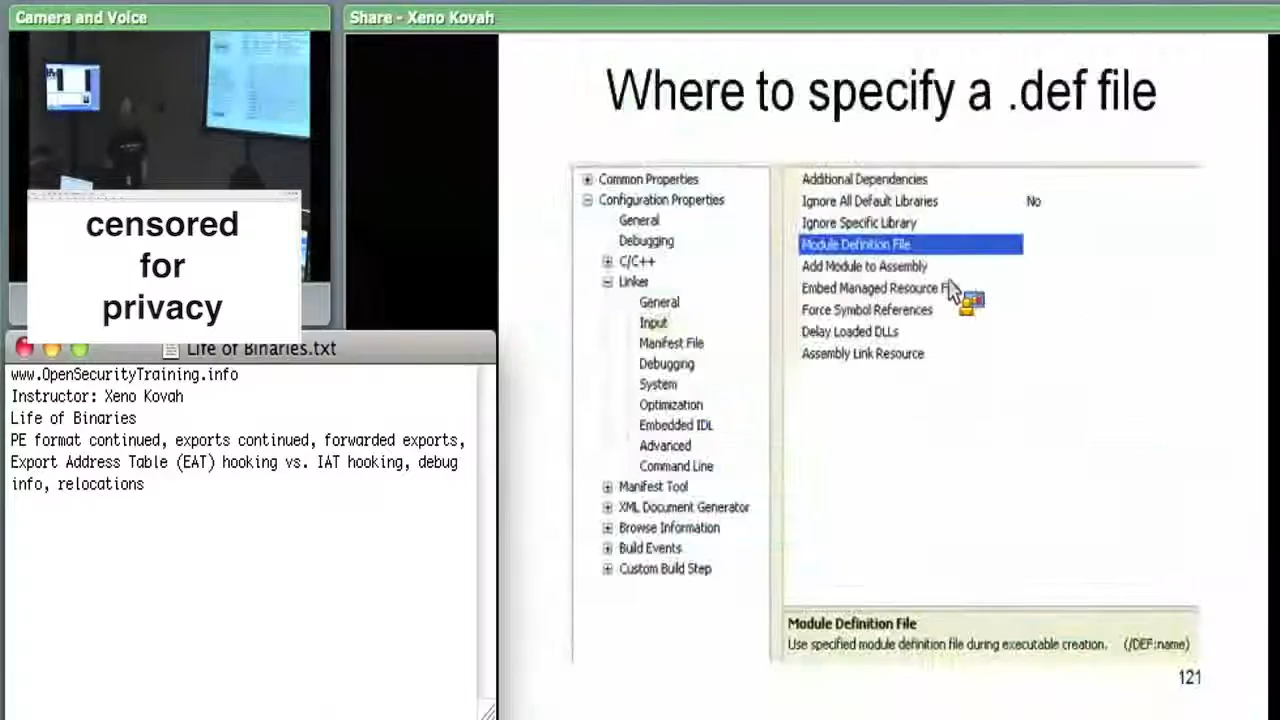 Camera and Voice
Share - Xeno Kovah
censored
for
privacy
Life of Binaries.txt
www.OpenSecurityTraining.info
Instructor: Xeno Kovah
Life of Binaries
PE format continued, exports continued, forwarded exports,
Export Address Table (EAT) hooking vs. IAT hooking, debug
info, relocations
Where to specify a .def file
Common Properties
Configuration Properties
General
Debugging
C/C++
Linker
General
Input
Manifest File
Debugging
System
Optimization
Embedded IDL
Advanced
Command Line
Manifest Tool
XML Document Generator
Browse Information
Build Events
Custom Build Step
Additional Dependencies
Ignore All Default Libraries No
Ignore Specific Library
Module Definition File
Add Module to Assembly
Embed Managed Resource F
Force Symbol References
Delay Loaded DLLs
Assembly Link Resource
Module Definition File
Use specified module definition file during executable creation. (/DEF:name)
121